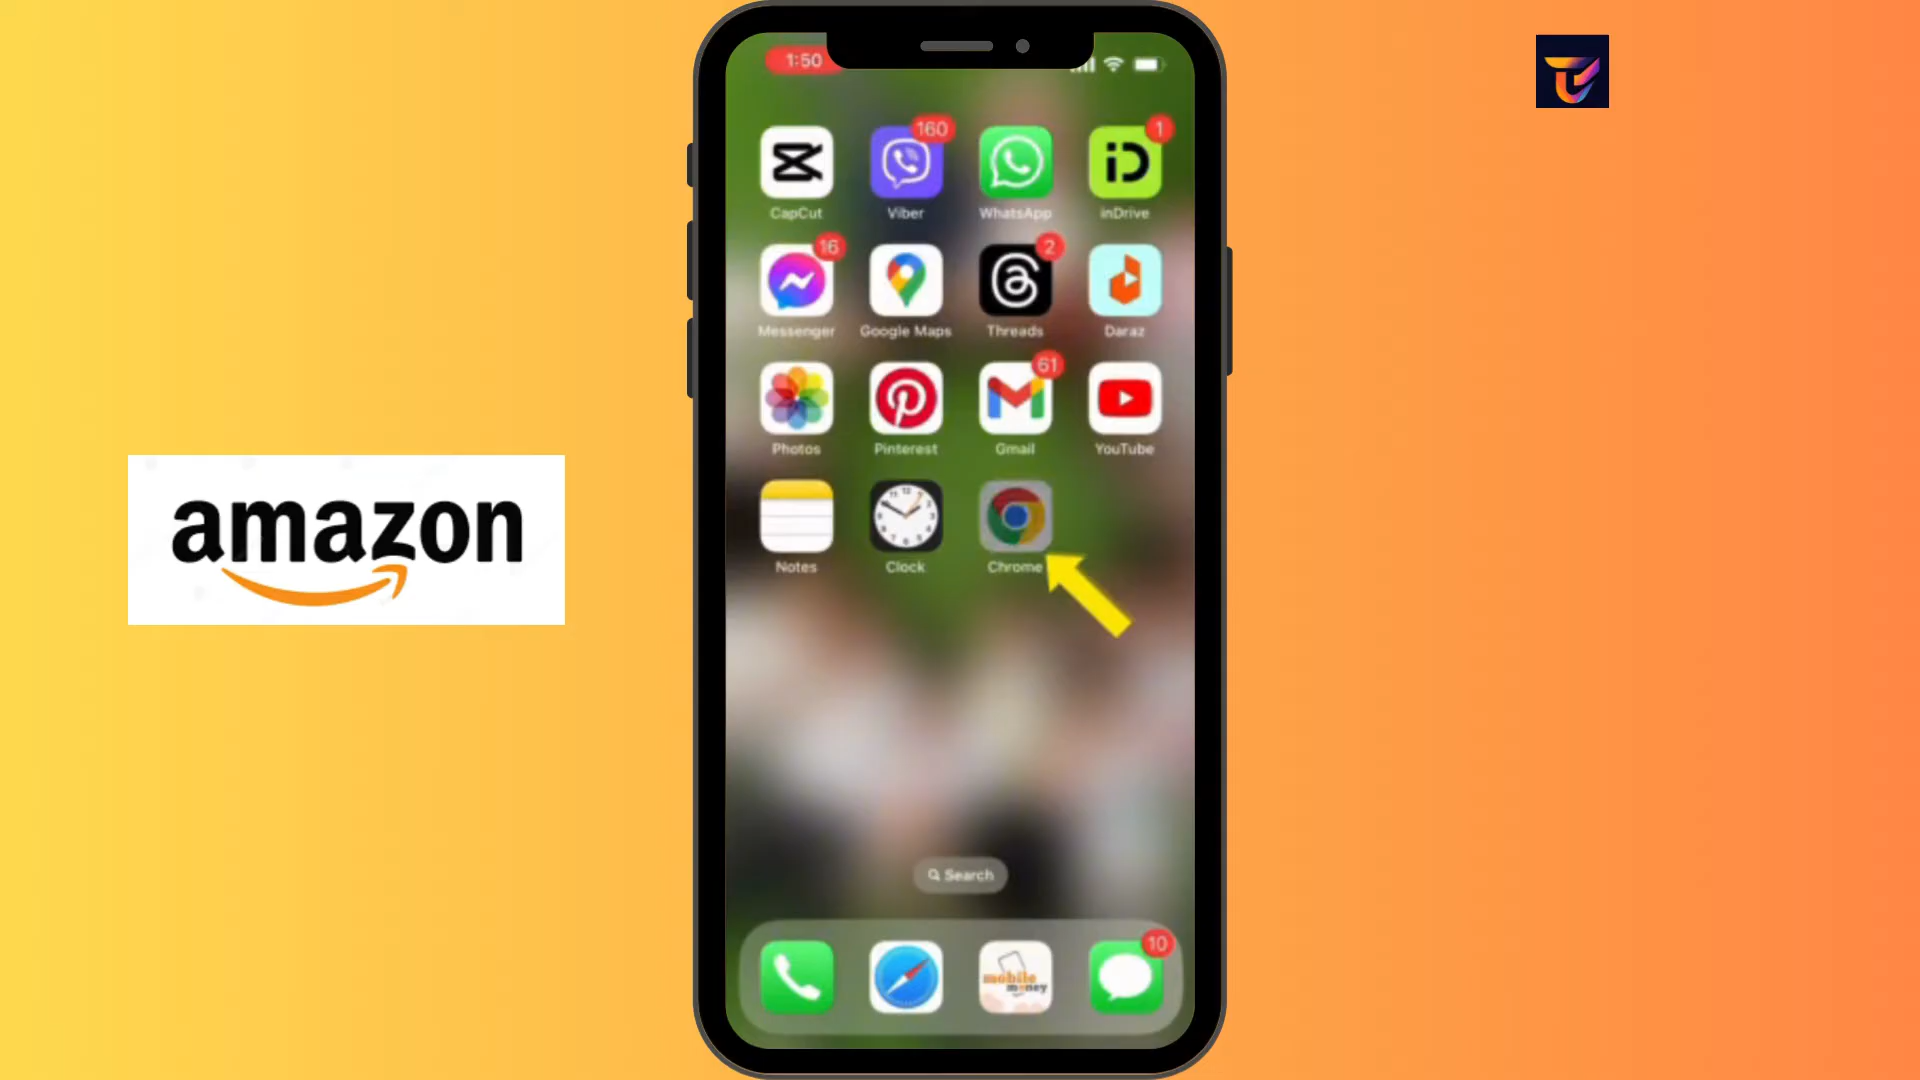 1:50
160
1
CapCut
Viber
WhatsApp
inDrive
iD
16
2
Messenger
Google Maps
Threads
Daraz
61
Photos
Pinterest
Gmail
YouTube
amazon
Notes
Clock
Chrome
Search
10
mobile
money